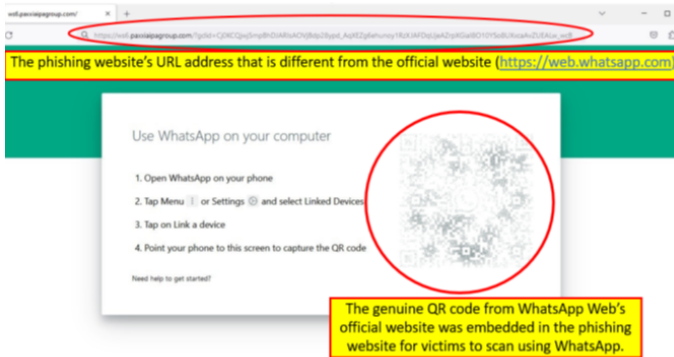 The phishing website's URL address that is different from the official website (https://web.whatsapp.com)
Use WhatsApp on your computer
1. Open WhatsApp on your phone
2. Tap Menu or Settings and select Linked Devices
3. Tap on Link a device
4. Point your phone to this screen to capture the QR code
Need help to get started?
The genuine QR code from WhatsApp Web's
official website was embedded in the phishing
website for victims to scan using WhatsApp.